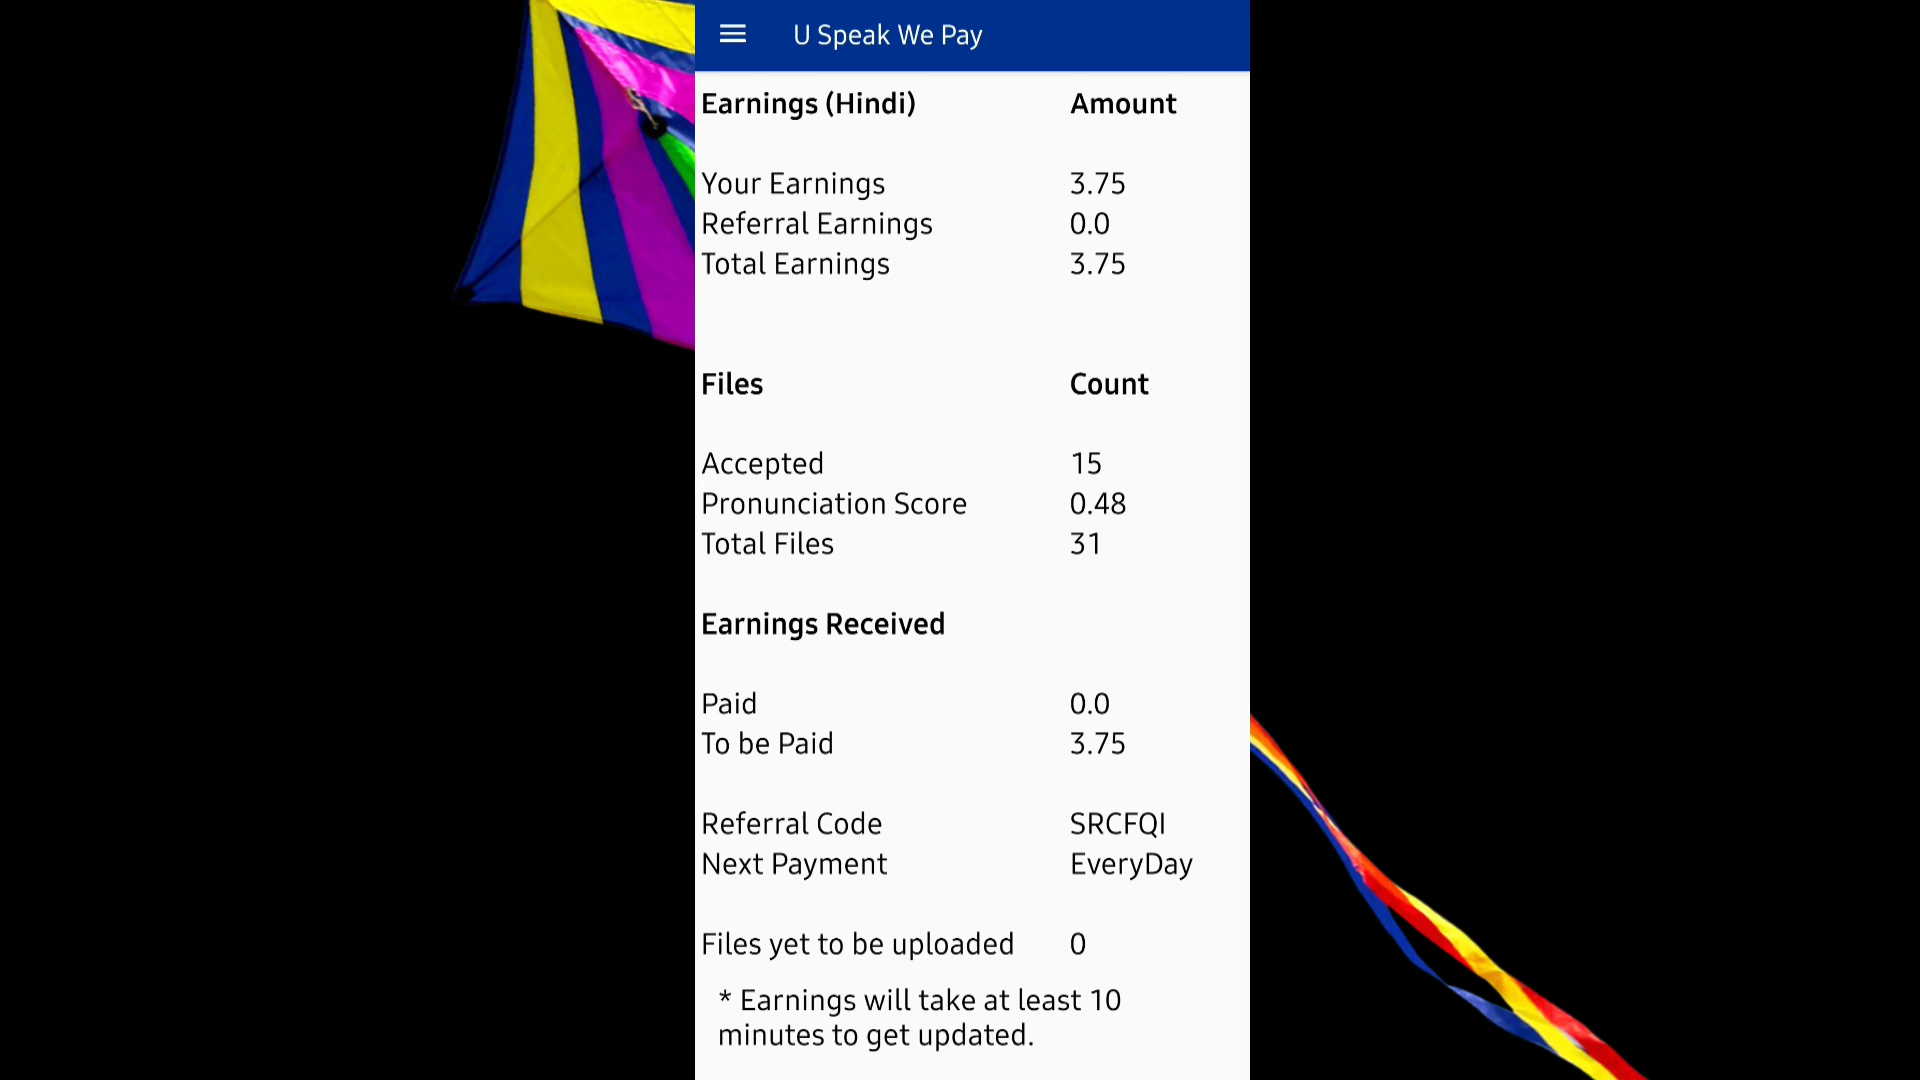 U Speak We Pay
Earnings (Hindi) Amount
Your Earnings 3.75
Referral Earnings 0.0
Total Earnings 3.75
Files Count
Accepted 15
Pronunciation Score 0.48
Total Files 31
Earnings Received
Paid 0.0
To be Paid 3.75
Referral Code SRCFQI
Next Payment EveryDay
Files yet to be uploaded 0
* Earnings will take at least 10
minutes to get updated.